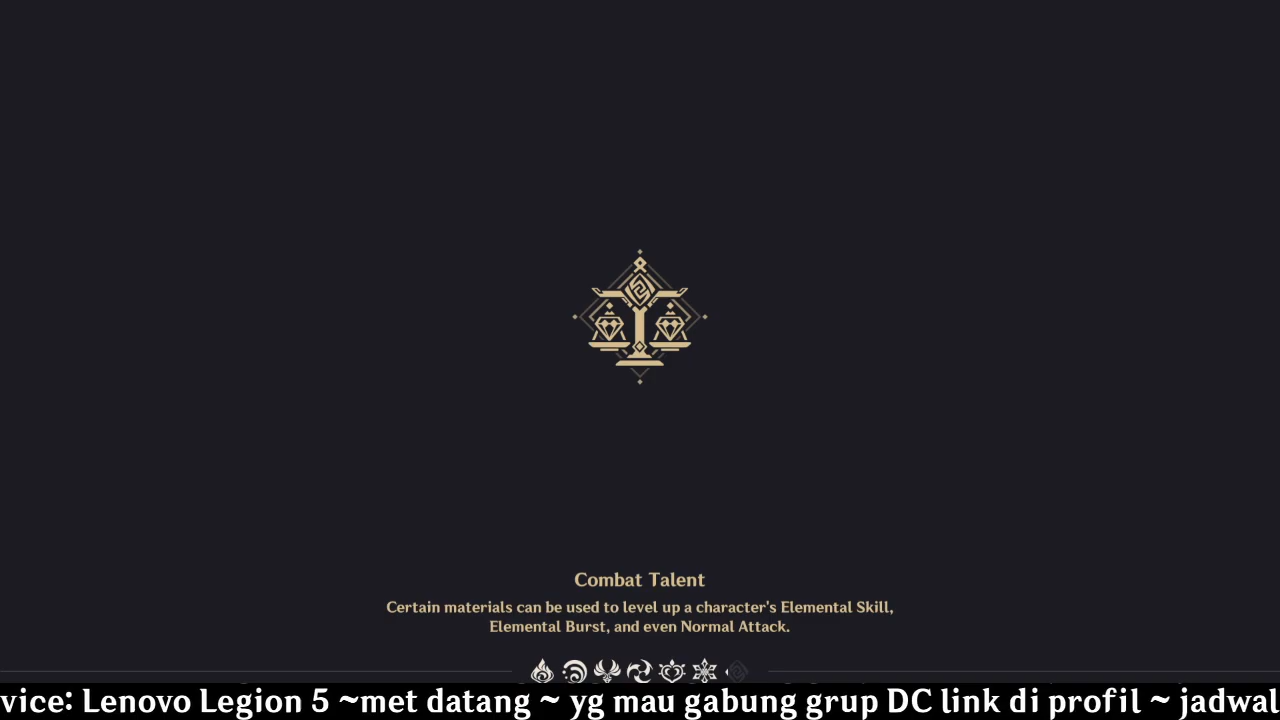 Combat Talent
Certain materials can be used to level up a character's Elemental Skill,
Elemental Burst, and even Normal Attack.
vice: Lenovo Legion 5 ~met datang ~ yg mau gabung grup DC link di profil ~ jadwal